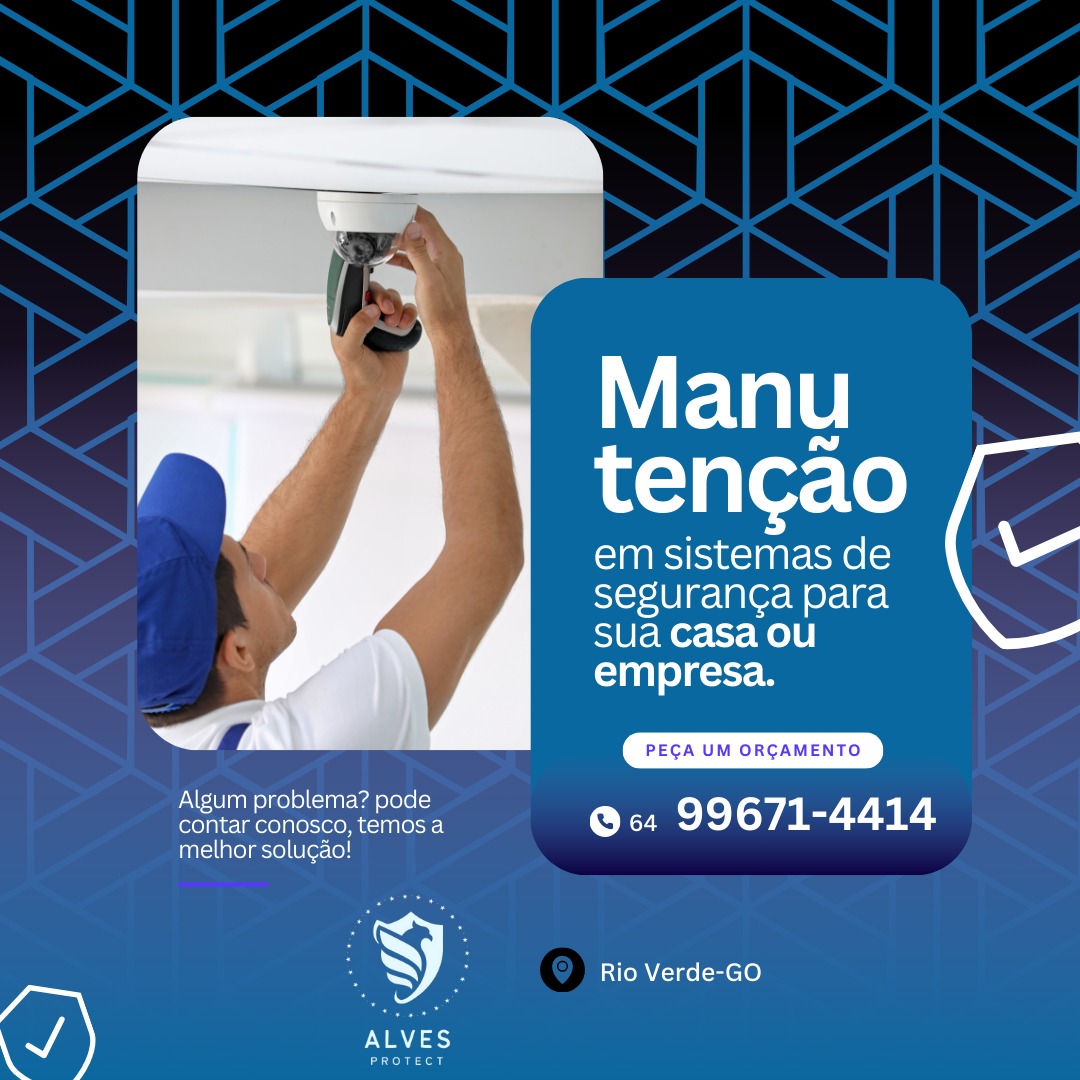 Manu
tenção
em sistemas de
segurança para
sua casa ou
empresa.
PEÇA UM ORÇAMENTO
64 99671-4414
Algum problema? pode
contar conosco, temos a
melhor solução!
ALVES
PROTECT
Rio Verde-GO